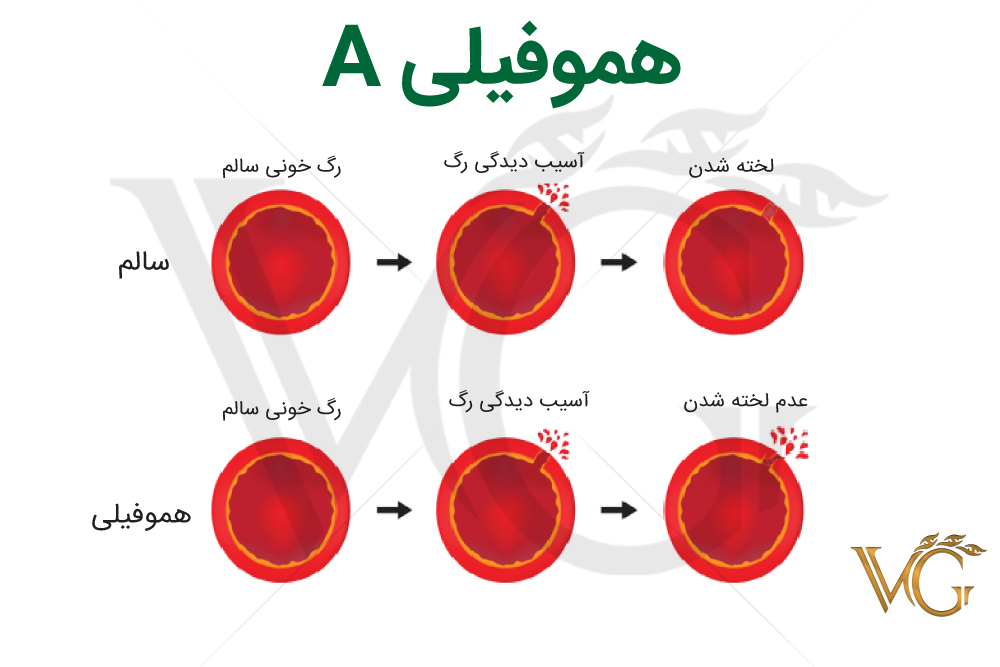 هموفیلی A
رگ خونی سالم
آسیب دیدگی رگ
لخته شدن
سالم
رگ خونی سالم
آسیب دیدگی رگ
عدم لخته شدن
هموفیلی
VG